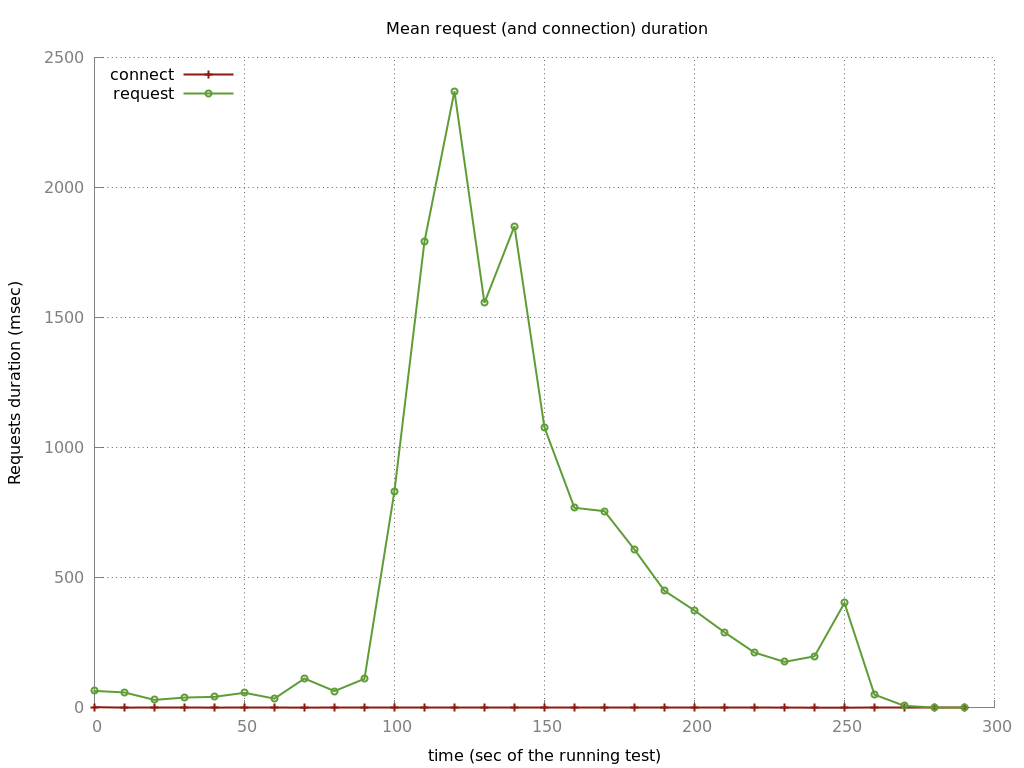 Mean request (and connection) duration
2500
2000
1500
1000
500
0
connect
request
Requests duration (msec)
0 50 100 150 200 250 300
time (sec of the running test)